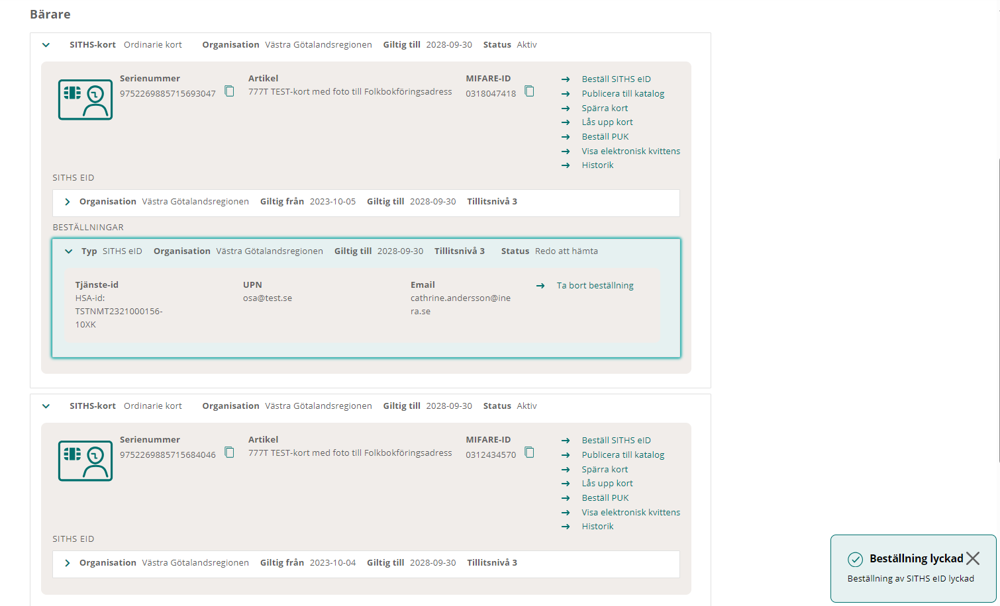 Bärare
SITHS-kort Ordinarie kort Organisation Västra Götalandsregionen Giltig till 2028-09-30 Status Aktiv
Serienummer Artikel MIFARE-ID
9752269885715693047 777T TEST-kort med foto till Folkbokföringsadress 0318047418
Beställ SITHS eID
Publicera till katalog
Spärra kort
Lås upp kort
Beställ PUK
Visa elektronisk kvittens
Historik
SITHS EID
Organisation Västra Götalandsregionen Giltig från 2023-10-05 Giltig till 2028-09-30 Tillitsnivå 3
BESTÄLLNINGAR
Typ SITHS eID Organisation Västra Götalandsregionen Giltig till 2028-09-30 Tillitsnivå 3 Status Redo att hämta
Tjänste-id UPN Email Ta bort beställning
HSA-id: osa@test.se cathrine.andersson@ine
TSTNMT2321000156- ra.se
10XK
SITHS-kort Ordinarie kort Organisation Västra Götalandsregionen Giltig till 2028-09-30 Status Aktiv
Serienummer Artikel MIFARE-ID
9752269885715684046 777T TEST-kort med foto till Folkbokföringsadress 0312434570
Beställ SITHS eID
Publicera till katalog
Spärra kort
Lås upp kort
Beställ PUK
Visa elektronisk kvittens
Historik
SITHS EID
Organisation Västra Götalandsregionen Giltig från 2023-10-04 Giltig till 2028-09-30 Tillitsnivå 3
Beställning lyckad
Beställning av SITHS eID lyckad